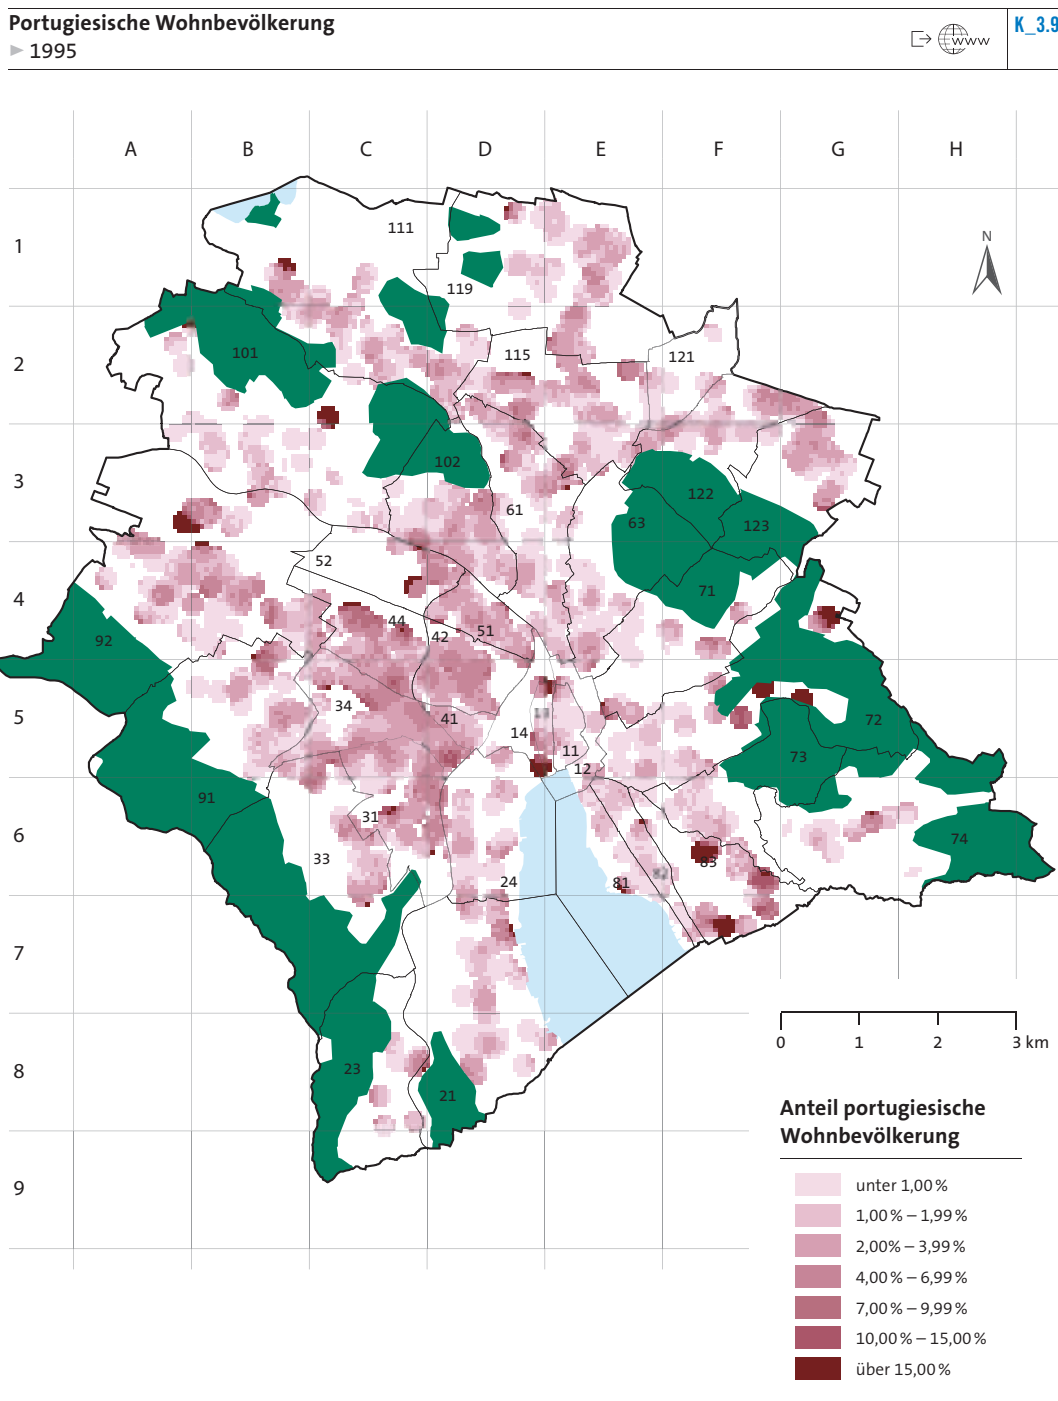 Portugiesische Wohnbevölkerung
► 1995
www
K_3.9
A B C D E F G H
N
1
111
119
2
101
115
121
3
102
61
122
63
123
52
4
71
44
42
51
92
5
34
41
14
13
11
12
72
73
6
91
31
33
24
81
82
83
74
7
8
23
21
9
0 1 2 3 km
Anteil portugiesische
Wohnbevölkerung
unter 1,00 %
1,00 % – 1,99 %
2,00% – 3,99 %
4,00 % – 6,99 %
7,00 % – 9,99 %
10,00 % – 15,00 %
über 15,00 %